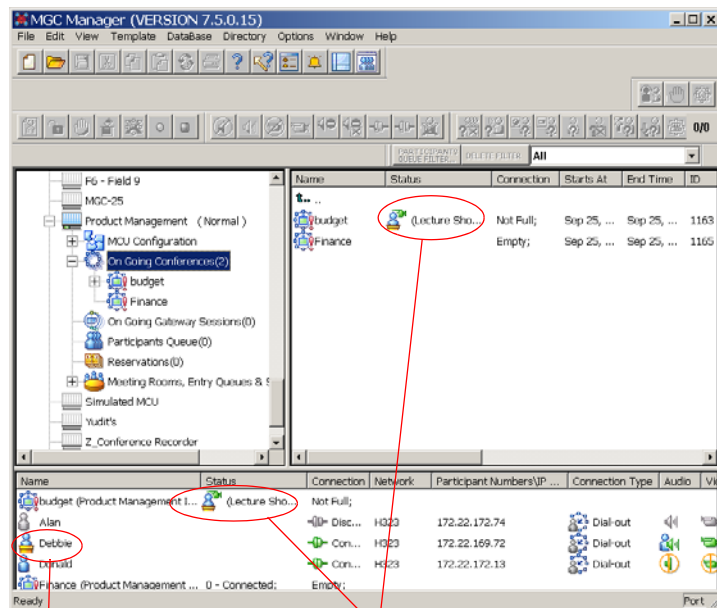 MGC Manager (VERSION 7.5.0.15)
File Edit View Template DataBase Directory Options Window Help
0/0
PARTICIPANTS QUEUE FILTER... DELETE FILTER All
F6 - Field 9
MGC-25
Product Management (Normal)
MCU Configuration
On Going Conferences(2)
budget
Finance
On Going Gateway Sessions(0)
Participants Queue(0)
Reservations(0)
Meeting Rooms, Entry Queues & S
Simulated MCU
Yudit's
Z_Conference Recorder
Name Status Connection Starts At End Time ID
..
budget (Lecture Sho... Not Full; Sep 25, ... Sep 25, ... 1163
Finance Empty; Sep 25, ... Sep 25, ... 1165
Name Status Connection Network Participant Numbers\IP ... Connection Type Audio Vi
budget (Product Management I... (Lecture Sho... Not Full;
Alan Disc... H323 172.22.172.74 Dial-out
Debbie Con... H323 172.22.169.72 Dial-out
Donald Con... H323 172.22.172.13 Dial-out
Finance (Product Management ... 0 - Connected; Empty;
Ready Port